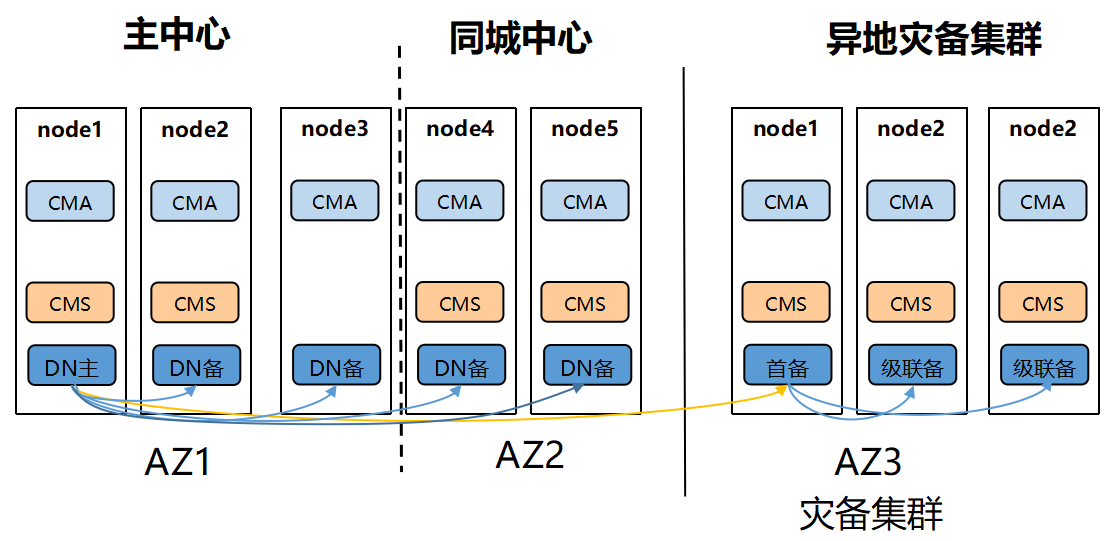 主中心
同城中心
异地灾备集群
node1
node2
node3
node4
node5
node1
node2
node2
CMA
CMA
CMA
CMA
CMA
CMA
CMA
CMA
CMS
CMS
CMS
CMS
CMS
CMS
CMS
DN主
DN备
DN备
DN备
DN备
首备
级联备
级联备
AZ1
AZ2
AZ3
灾备集群